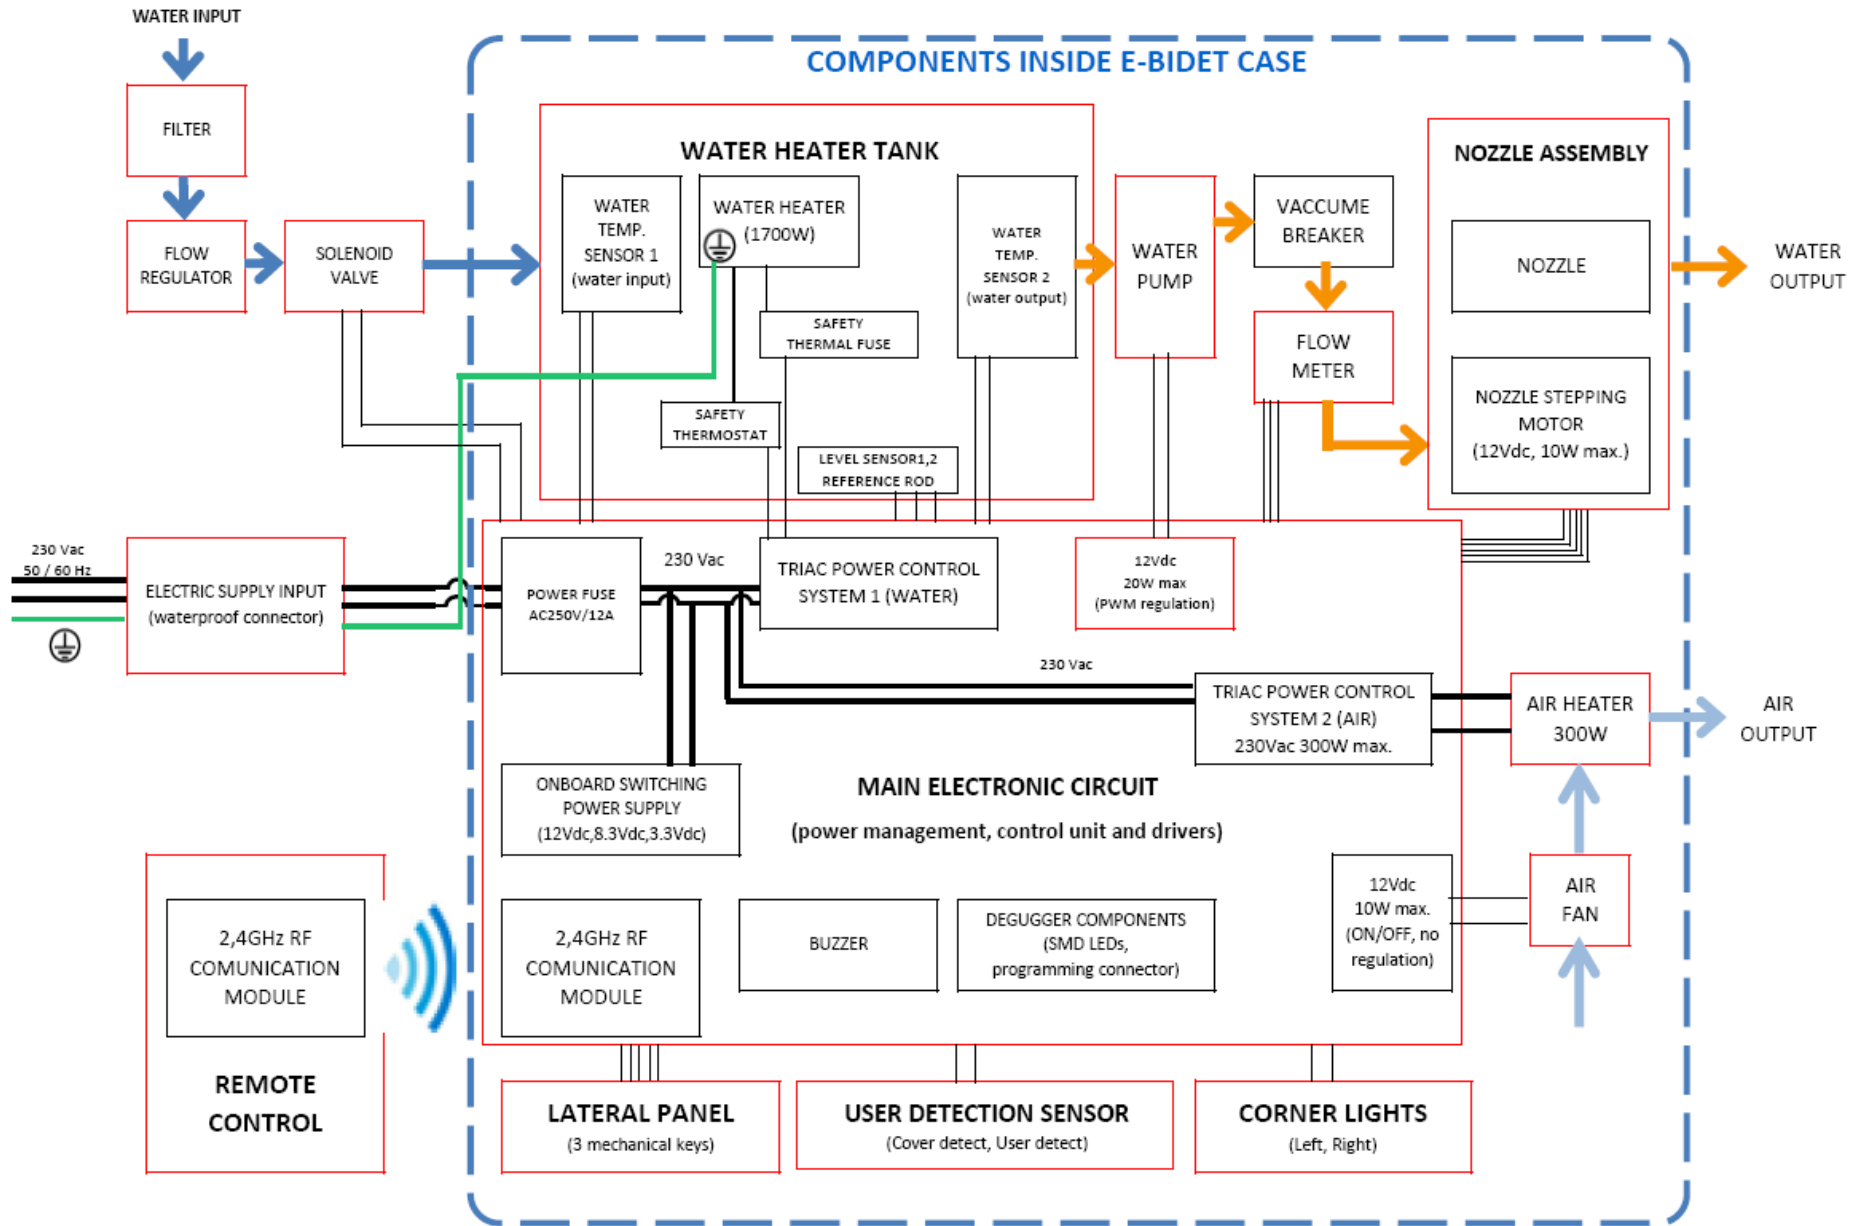 WATER INPUT
COMPONENTS INSIDE E-BIDET CASE
FILTER
FLOW
REGULATOR
SOLENOID
VALVE
WATER HEATER TANK
WATER
TEMP.
SENSOR 1
(water input)
WATER HEATER
(1700W)
WATER
TEMP.
SENSOR 2
(water output)
SAFETY
THERMAL FUSE
SAFETY
THERMOSTAT
LEVEL SENSOR1,2
REFERENCE ROD
WATER
PUMP
VACCUME
BREAKER
FLOW
METER
NOZZLE ASSEMBLY
NOZZLE
NOZZLE STEPPING
MOTOR
(12Vdc, 10W max.)
WATER
OUTPUT
230 Vac
50 / 60 Hz
ELECTRIC SUPPLY INPUT
(waterproof connector)
POWER FUSE
AC250V/12A
230 Vac
TRIAC POWER CONTROL
SYSTEM 1 (WATER)
12Vdc
20W max
(PWM regulation)
230 Vac
TRIAC POWER CONTROL
SYSTEM 2 (AIR)
230Vac 300W max.
AIR HEATER
300W
AIR
OUTPUT
ONBOARD SWITCHING
POWER SUPPLY
(12Vdc,8.3Vdc,3.3Vdc)
MAIN ELECTRONIC CIRCUIT
(power management, control unit and drivers)
2,4GHz RF
COMUNICATION
MODULE
REMOTE
CONTROL
2,4GHz RF
COMUNICATION
MODULE
BUZZER
DEGUGGER COMPONENTS
(SMD LEDs,
programming connector)
12Vdc
10W max.
(ON/OFF, no
regulation)
AIR
FAN
LATERAL PANEL
(3 mechanical keys)
USER DETECTION SENSOR
(Cover detect, User detect)
CORNER LIGHTS
(Left, Right)